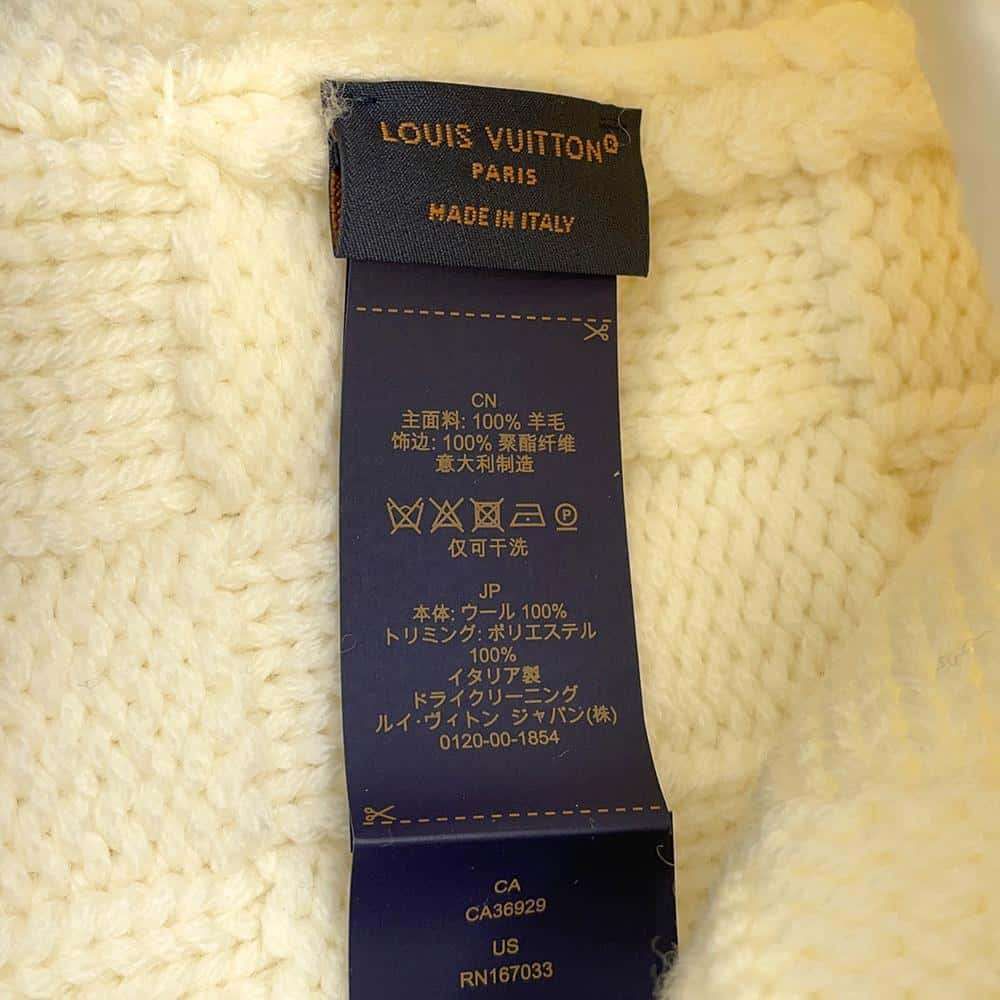 LOUIS VUITTON®
PARIS
MADE IN ITALY
CN
主面料: 100% 羊毛
饰边: 100% 聚酯纤维
意大利制造
P
仅可干洗
JP
本体: ウール 100%
トリミング: ポリエステル
100%
イタリア製
ドライクリーニング
ルイ・ヴィトン ジャパン(株)
0120-00-1854
CA
CA36929
US
RN167033